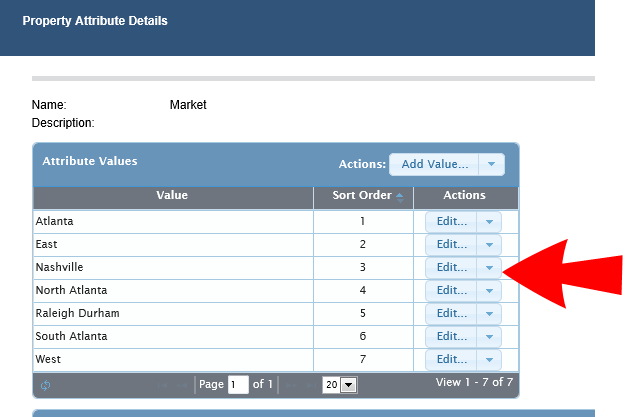 Property Attribute Details
Name: Market
Description:
Attribute Values Actions: Add Value...
Value Sort Order Actions
Atlanta 1 Edit...
East 2 Edit...
Nashville 3 Edit...
North Atlanta 4 Edit...
Raleigh Durham 5 Edit...
South Atlanta 6 Edit...
West 7 Edit...
Page 1 of 1 20 View 1 - 7 of 7